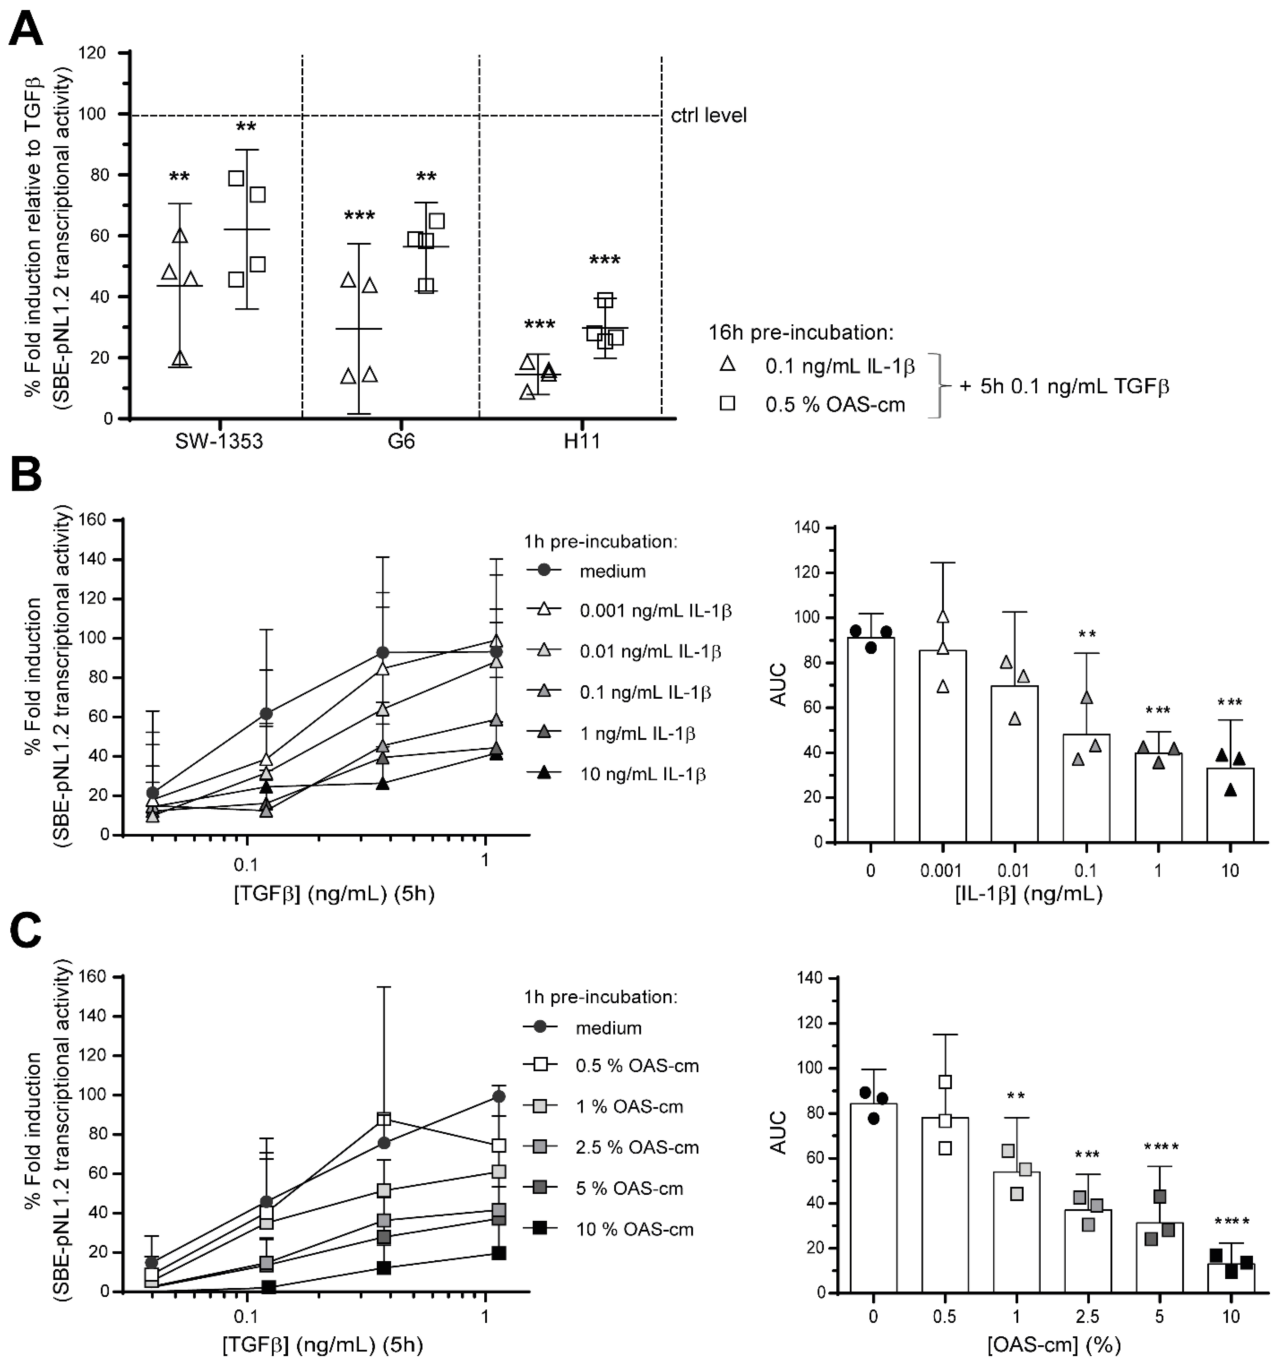 A
% Fold induction relative to TGFβ
(SBE-pNL1.2 transcriptional activity)
120
100
80
60
40
20
0
** ** *** ** *** ***
ctrl level
SW-1353 G6 H11
16h pre-incubation:
0.1 ng/mL IL-1β
0.5 % OAS-cm
+ 5h 0.1 ng/mL TGFβ
B
% Fold induction
(SBE-pNL1.2 transcriptional activity)
160
140
120
100
80
60
40
20
0
0.1 1
[TGFβ] (ng/mL) (5h)
1h pre-incubation:
medium
0.001 ng/mL IL-1β
0.01 ng/mL IL-1β
0.1 ng/mL IL-1β
1 ng/mL IL-1β
10 ng/mL IL-1β
AUC
140
120
100
80
60
40
20
0
** *** ***
0 0.001 0.01 0.1 1 10
[IL-1β] (ng/mL)
C
% Fold induction
(SBE-pNL1.2 transcriptional activity)
160
140
120
100
80
60
40
20
0
0.1 1
[TGFβ] (ng/mL) (5h)
1h pre-incubation:
medium
0.5 % OAS-cm
1 % OAS-cm
2.5 % OAS-cm
5 % OAS-cm
10 % OAS-cm
AUC
140
120
100
80
60
40
20
0
** *** **** ****
0 0.5 1 2.5 5 10
[OAS-cm] (%)